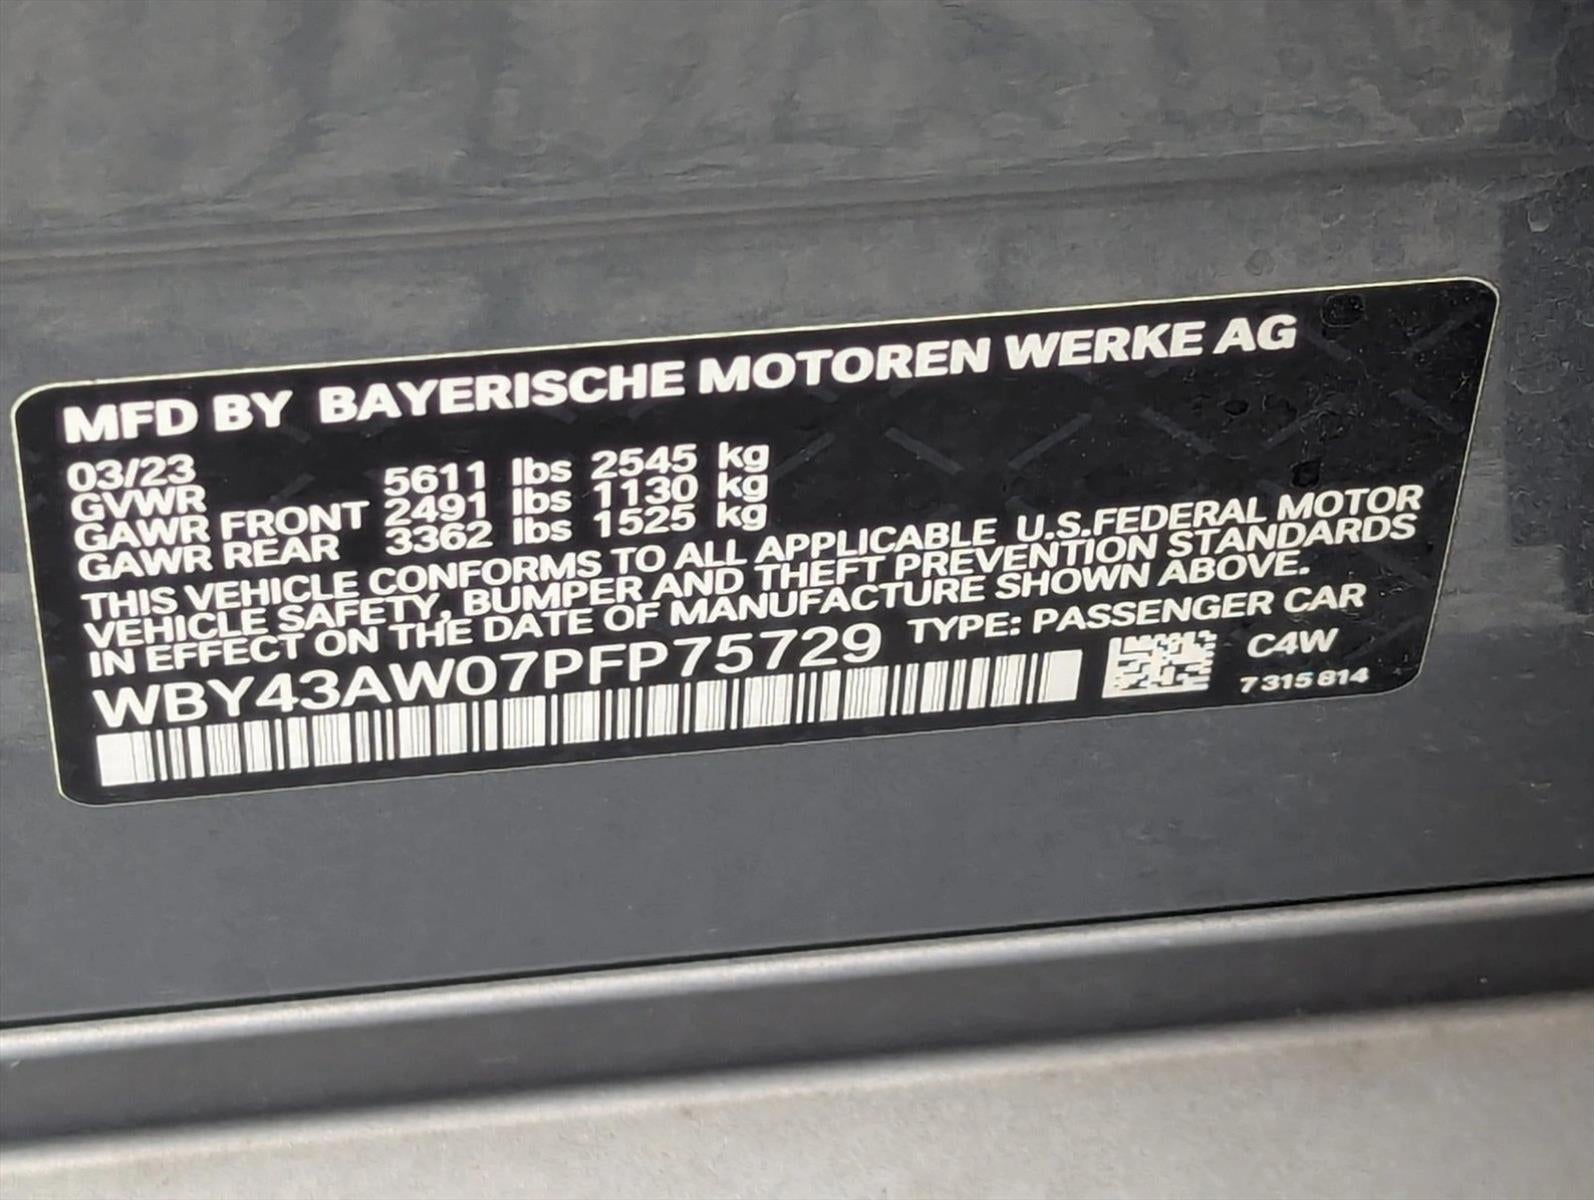 MFD BY BAYERISCHE MOTOREN WERKE AG
03/23
GVWR 5611 lbs 2545 kg
GAWR FRONT 2491 lbs 1130 kg
GAWR REAR 3362 lbs 1525 kg
THIS VEHICLE CONFORMS TO ALL APPLICABLE U.S.FEDERAL MOTOR
VEHICLE SAFETY, BUMPER AND THEFT PREVENTION STANDARDS
IN EFFECT ON THE DATE OF MANUFACTURE SHOWN ABOVE.
WBY43AW07PFP75729 TYPE: PASSENGER CAR
C4W
7 315 814